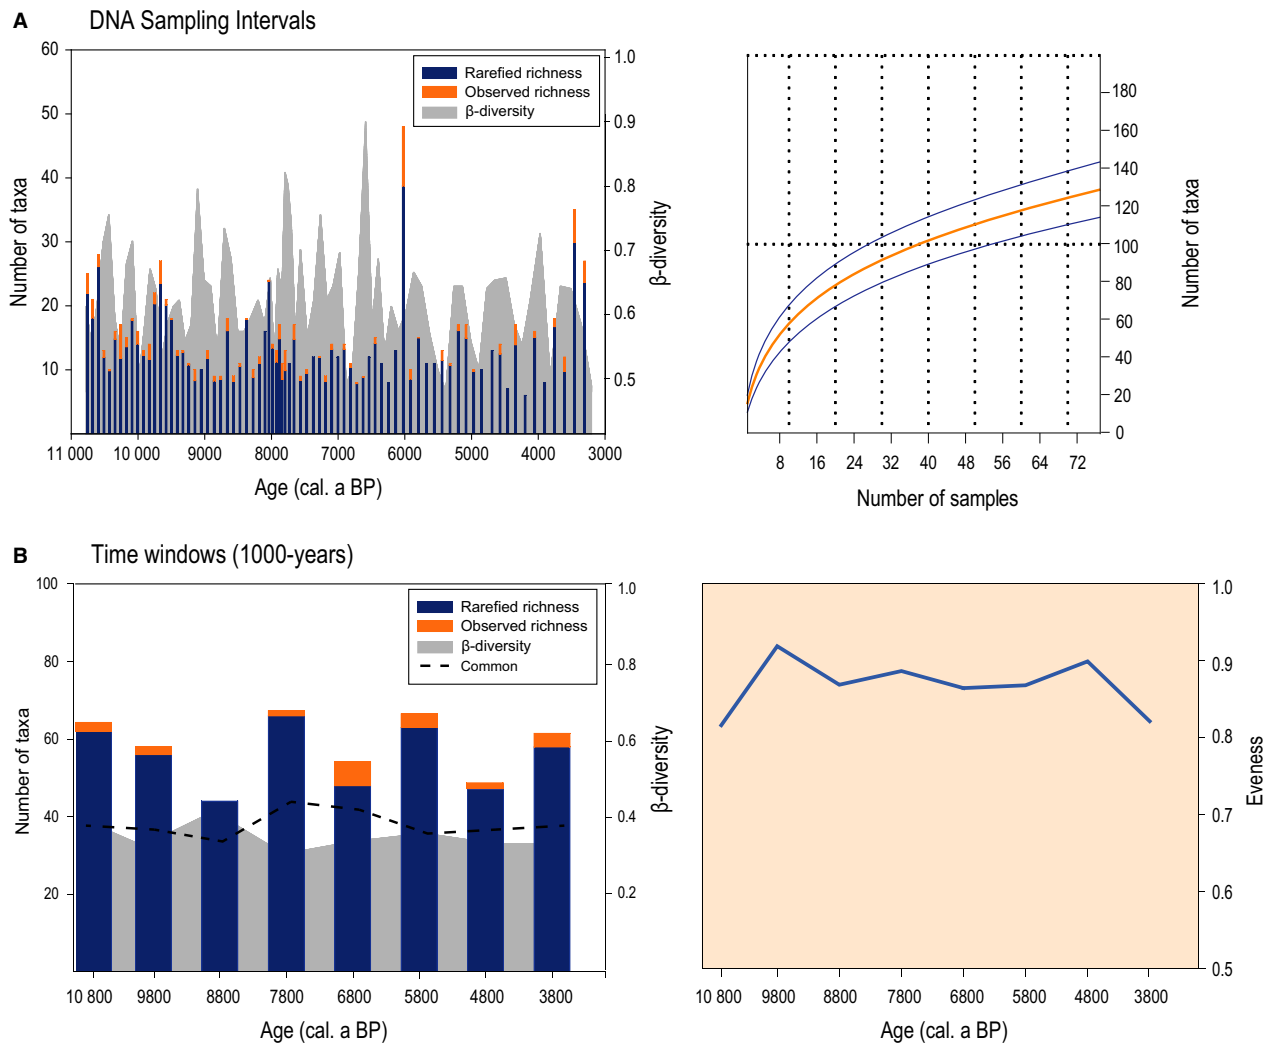 A
DNA Sampling Intervals
60
50
40
30
20
10
Number of taxa
1.0
0.9
0.8
0.7
0.6
0.5
β-diversity
Rarefied richness
Observed richness
β-diversity
11 000 10 000 9000 8000 7000 6000 5000 4000 3000
Age (cal. a BP)
180
160
140
120
100
80
60
40
20
0
Number of taxa
8 16 24 32 40 48 56 64 72
Number of samples
B
Time windows (1000-years)
100
80
60
40
20
Number of taxa
1.0
0.8
0.6
0.4
0.2
β-diversity
Rarefied richness
Observed richness
β-diversity
Common
10 800 9800 8800 7800 6800 5800 4800 3800
Age (cal. a BP)
1.0
0.9
0.8
0.7
0.6
0.5
Eveness
10 800 9800 8800 7800 6800 5800 4800 3800
Age (cal. a BP)